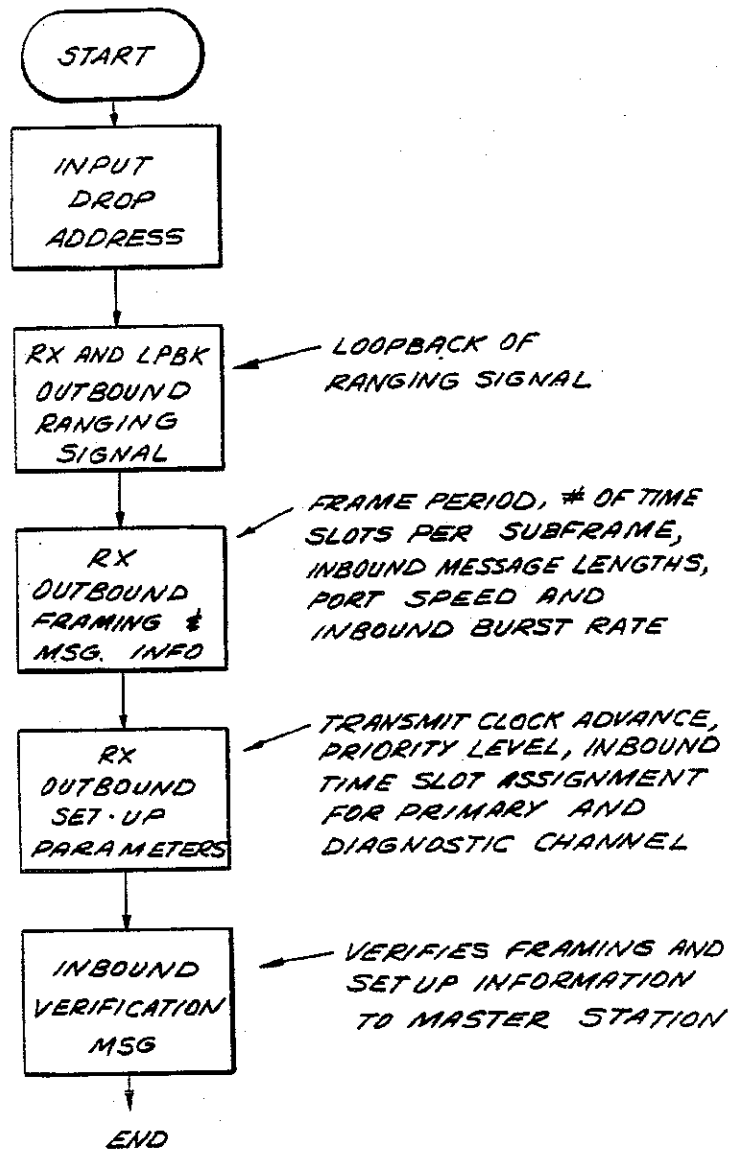 START
INPUT
DROP
ADDRESS
RX AND LPBK
OUTBOUND
RANGING
SIGNAL
LOOPBACK OF
RANGING SIGNAL
RX
OUTBOUND
FRAMING &
MSG. INFO
FRAME PERIOD, # OF TIME
SLOTS PER SUBFRAME,
INBOUND MESSAGE LENGTHS,
PORT SPEED AND
INBOUND BURST RATE
RX
OUTBOUND
SET-UP
PARAMETERS
TRANSMIT CLOCK ADVANCE,
PRIORITY LEVEL, INBOUND
TIME SLOT ASSIGNMENT
FOR PRIMARY AND
DIAGNOSTIC CHANNEL
INBOUND
VERIFICATION
MSG
VERIFIES FRAMING AND
SETUP INFORMATION
TO MASTER STATION
END